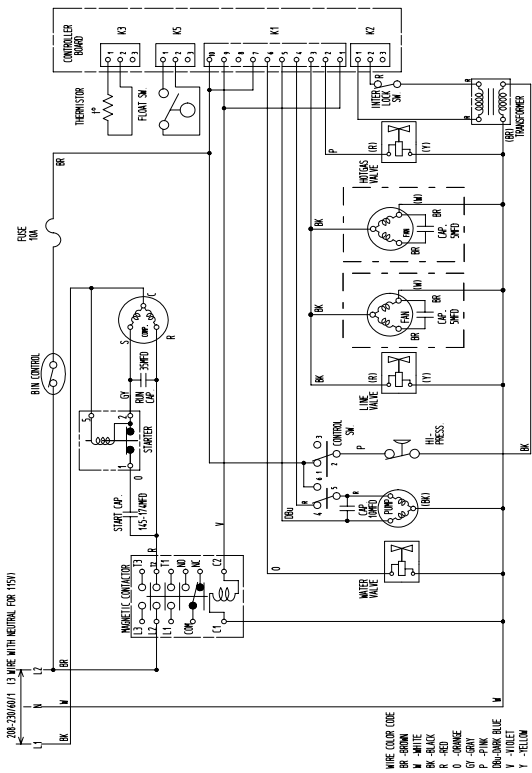 208-230/60/1 (3 WIRE WITH NEUTRAL FOR 115V)
L1
N
L2
BK
W
BR
MAGNETIC CONTACTOR
L3
T3
L2
T2
L1
T1
NO
COM
NC
C1
C2
R
V
START CAP.
145-174MFD
O
STARTER
5
1
2
GY
RUN CAP
35MFD
S
COMP.
C
R
BIN CONTROL
FUSE
10A
BR
CONTROLLER
BOARD
K3
1
2
3
THERMISTOR
t°
K5
1
2
3
FLOAT SW.
K1
10
9
8
7
6
5
4
3
2
1
K2
1
2
3
R
INTER
LOCK
SW.
R
R
TRANSFORMER
(BR)
P
(R)
(Y)
HOTGAS
VALVE
BK
(W)
FAN
BR
BR
CAP.
5MFD
BK
(W)
FAN
BR
BR
CAP.
5MFD
BK
(R)
(Y)
LINE
VALVE
3
1
2
CONTROL
SW.
6
4
5
P
HI-
PRESS
BK
DBu
R
R
CAP
10MFD
PUMP
(BK)
O
WATER
VALVE
W
WIRE COLOR CODE
BR -BROWN
W -WHITE
BK -BLACK
R -RED
O -ORANGE
GY -GRAY
P -PINK
DBu-DARK BLUE
V -VIOLET
Y -YELLOW